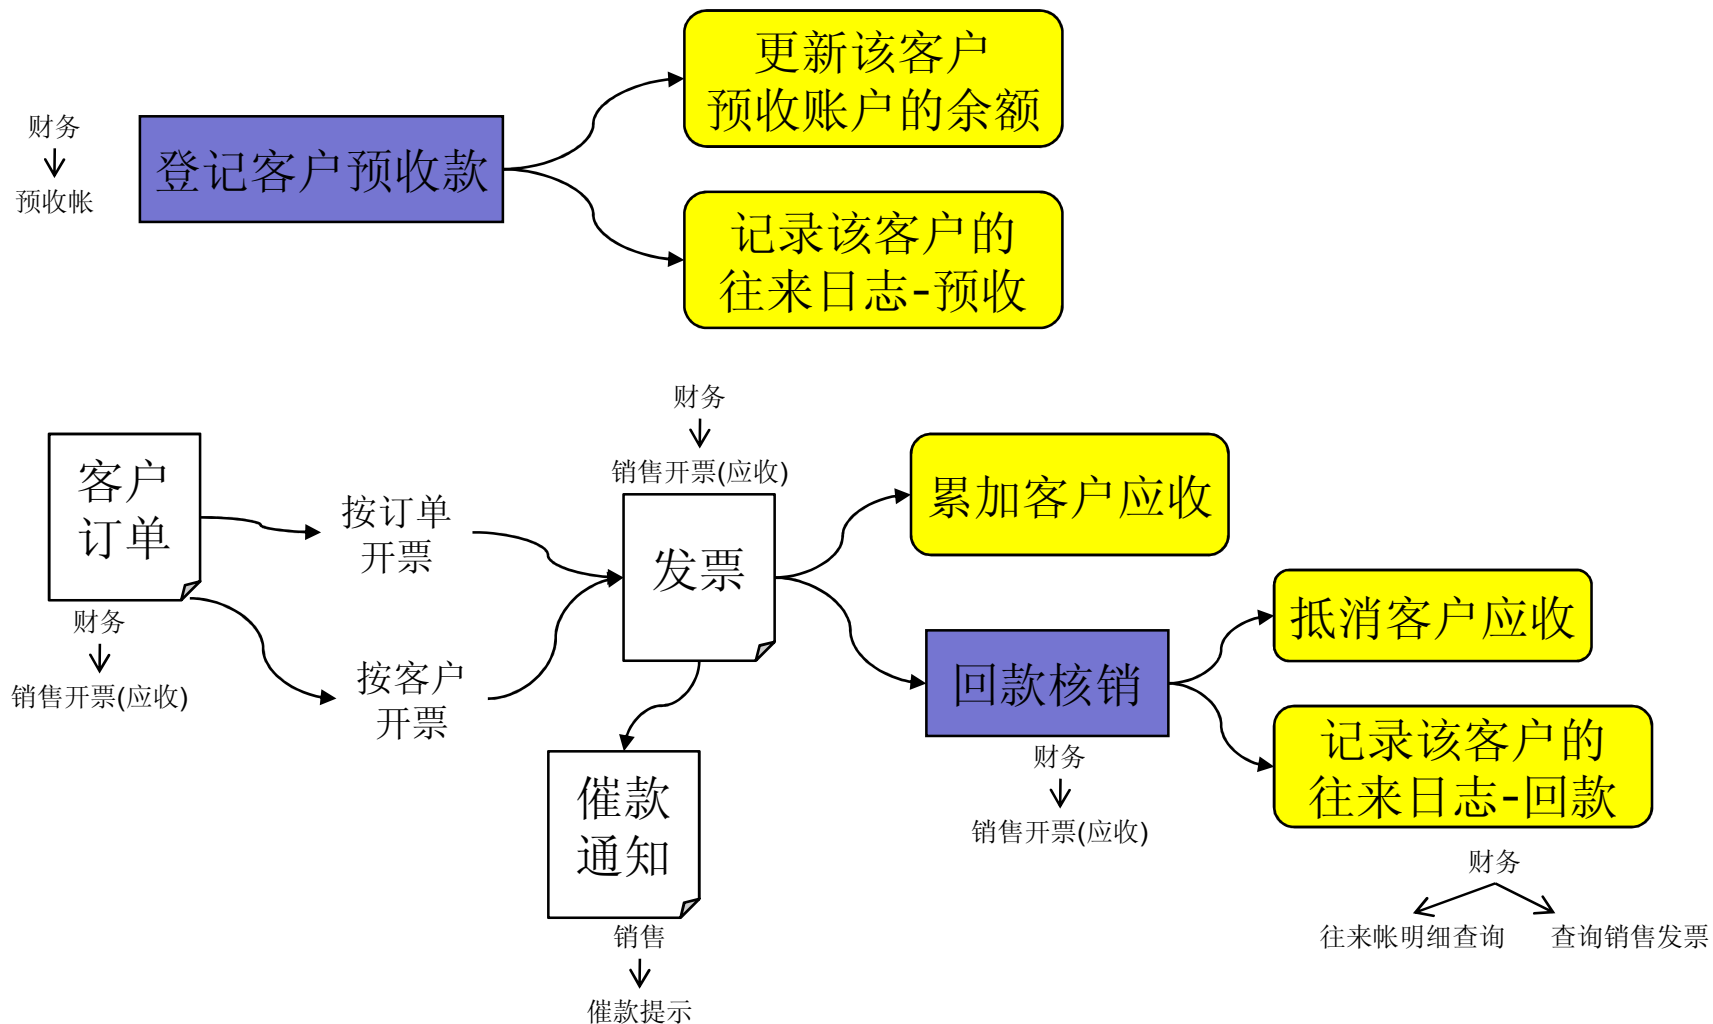 更新该客户
预收账户的余额
财务
预收帐
登记客户预收款
记录该客户的
往来日志-预收
财务
销售开票(应收)
客户
订单
财务
销售开票(应收)
按订单
开票
按客户
开票
发票
累加客户应收
回款核销
财务
销售开票(应收)
抵消客户应收
记录该客户的
往来日志-回款
财务
往来帐明细查询
查询销售发票
催款
通知
销售
催款提示